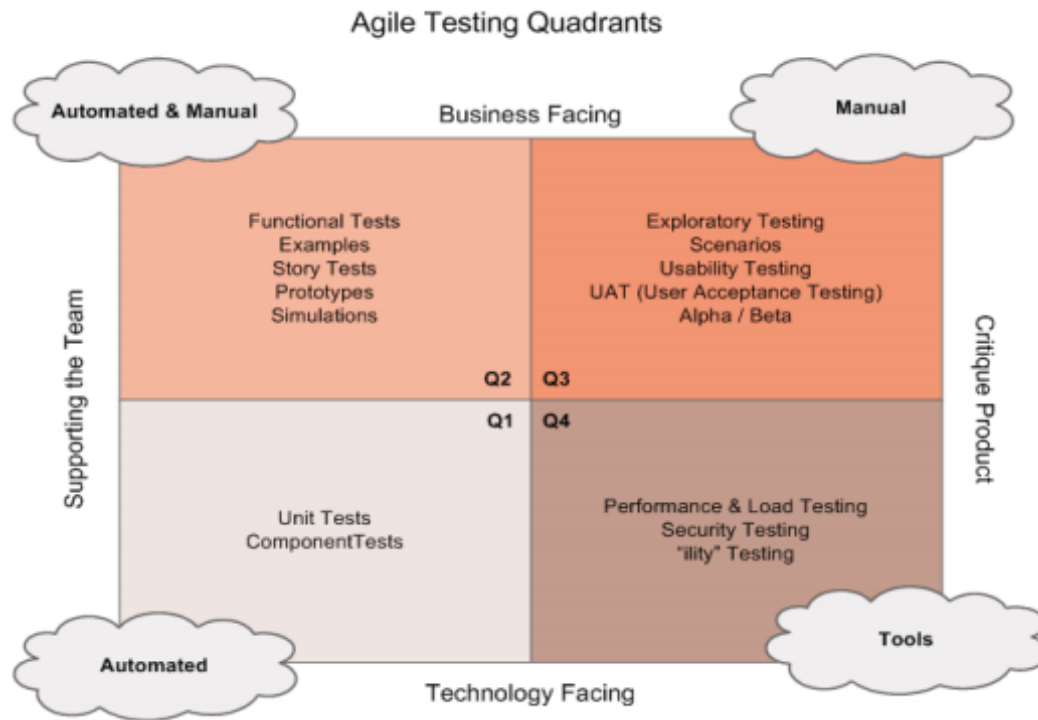 Agile Testing Quadrants
Automated & Manual
Business Facing
Manual
Functional Tests
Examples
Story Tests
Prototypes
Simulations
Exploratory Testing
Scenarios
Usability Testing
UAT (User Acceptance Testing)
Alpha / Beta
Supporting the Team
Critique Product
Q2
Q3
Q1
Q4
Unit Tests
ComponentTests
Performance & Load Testing
Security Testing
"ility" Testing
Automated
Tools
Technology Facing